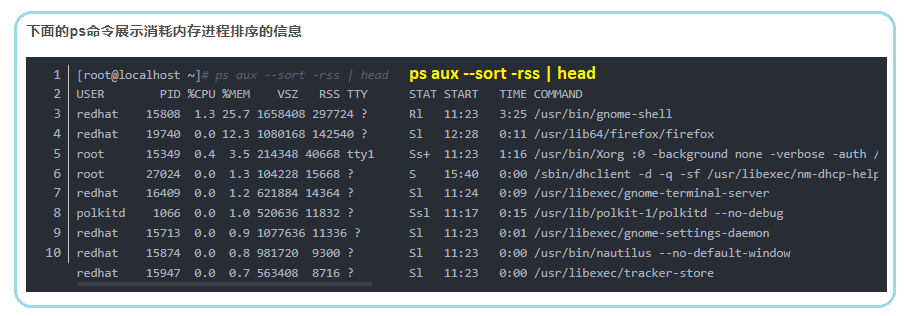 下面的ps命令展示消耗内存进程排序的信息
1 [root@localhost ~]# ps aux --sort -rss | head ps aux --sort -rss | head
2 USER PID %CPU %MEM VSZ RSS TTY STAT START TIME COMMAND
3 redhat 15808 1.3 25.7 1658408 297724 ? Rl 11:23 3:25 /usr/bin/gnome-shell
4 redhat 19740 0.0 12.3 1080168 142540 ? Sl 12:28 0:11 /usr/lib64/firefox/firefox
5 root 15349 0.4 3.5 214348 40668 tty1 Ss+ 11:23 1:16 /usr/bin/Xorg :0 -background none -verbose -auth /
6 root 27024 0.0 1.3 104228 15668 ? S 15:40 0:00 /sbin/dhclient -d -q -sf /usr/libexec/nm-dhcp-help
7 redhat 16409 0.0 1.2 621884 14364 ? Sl 11:24 0:09 /usr/libexec/gnome-terminal-server
8 polkitd 1066 0.0 1.0 520636 11832 ? Ssl 11:17 0:15 /usr/lib/polkit-1/polkitd --no-debug
9 redhat 15713 0.0 0.9 1077636 11336 ? Sl 11:23 0:01 /usr/libexec/gnome-settings-daemon
10 redhat 15874 0.0 0.8 981720 9300 ? Sl 11:23 0:00 /usr/bin/nautilus --no-default-window
redhat 15947 0.0 0.7 563408 8716 ? Sl 11:23 0:00 /usr/libexec/tracker-store